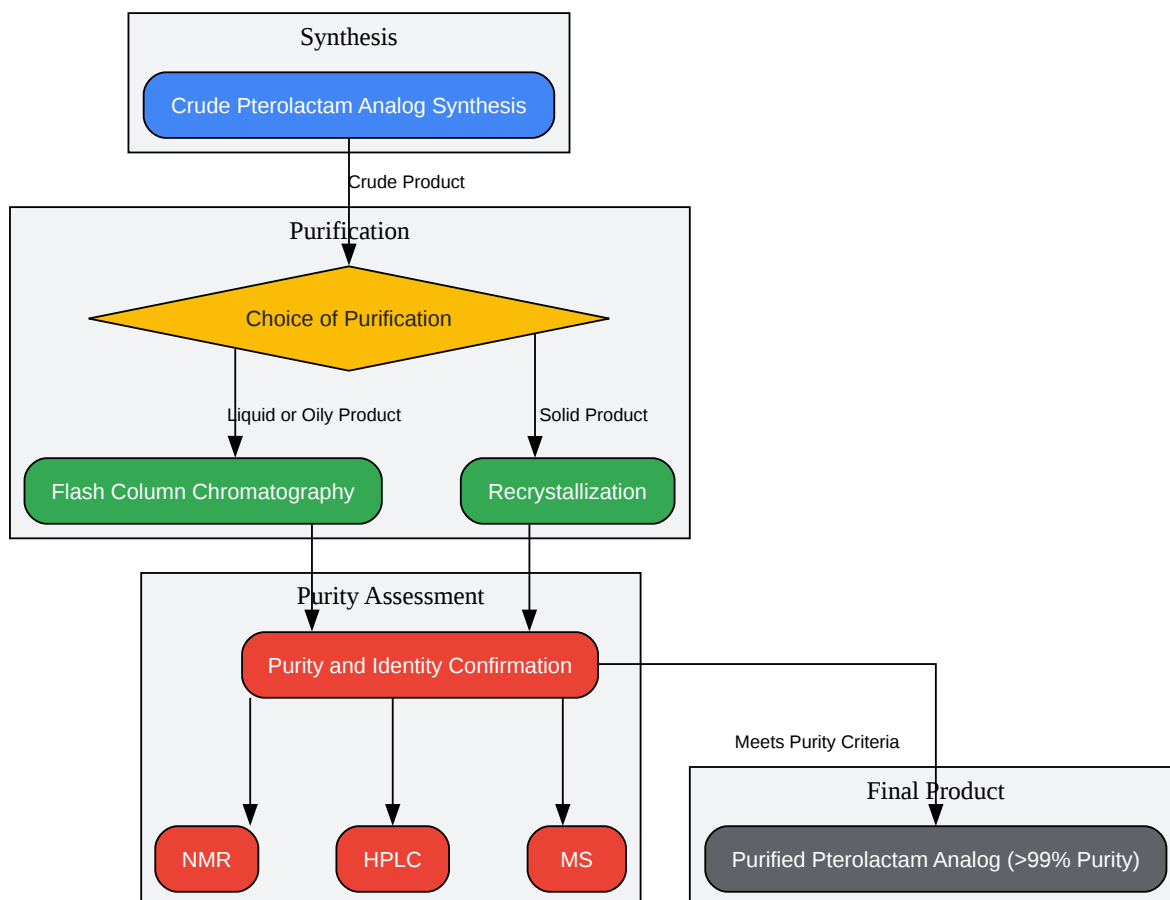 Synthesis
Crude Pterolactam Analog Synthesis
Crude Product
Purification
Choice of Purification
Liquid or Oily Product
Solid Product
Flash Column Chromatography
Recrystallization
Purity Assessment
Purity and Identity Confirmation
Meets Purity Criteria
Final Product
NMR
HPLC
MS
Purified Pterolactam Analog (>99% Purity)